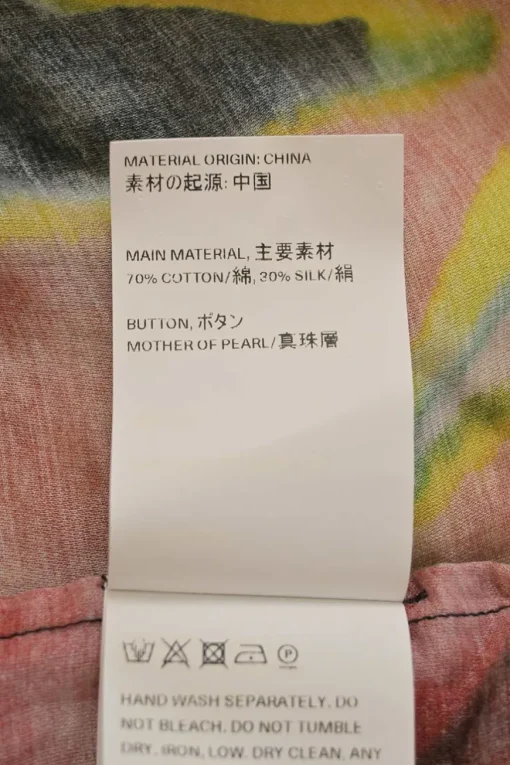 MATERIAL ORIGIN: CHINA
素材の起源: 中国
MAIN MATERIAL, 主要素材
70% COTTON/綿, 30% SILK/絹
BUTTON, ボタン
MOTHER OF PEARL/真珠層
P
HAND WASH SEPARATELY. DO
NOT BLEACH. DO NOT TUMBLE
DRY. IRON, LOW. DRY CLEAN, ANY